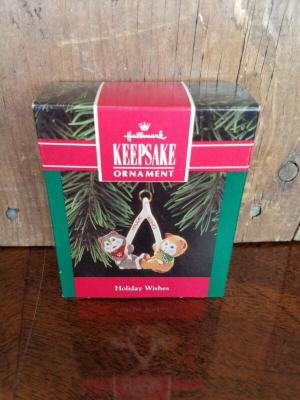 Hallmark
KEEPSAKE
ORNAMENT
Holiday Wishes